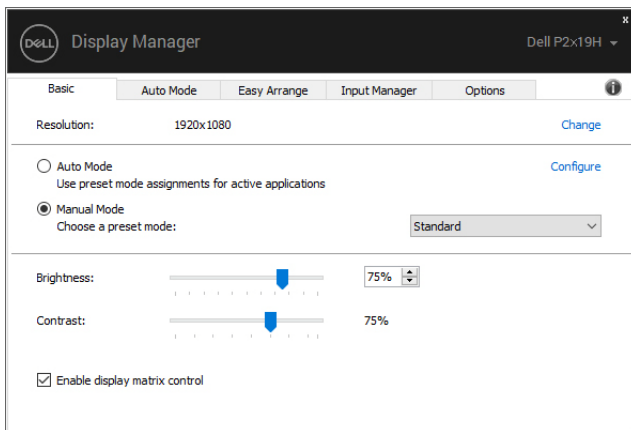 x
DELL Display Manager Dell P2x19H
Basic Auto Mode Easy Arrange Input Manager Options
Resolution: 1920x1080 Change
Auto Mode Configure
Use preset mode assignments for active applications
Manual Mode
Choose a preset mode: Standard
Brightness: 75%
Contrast: 75%
Enable display matrix control